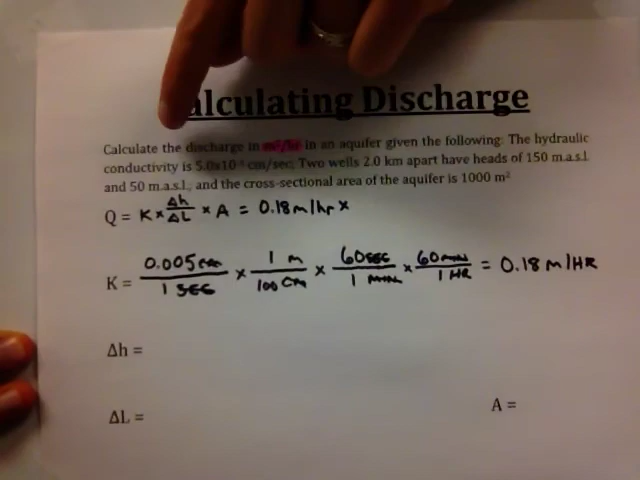 alculating Discharge
Calculate the discharge in m³/hr in an aquifer given the following: The hydraulic
conductivity is 5.0x10 cm/sec; Two wells 2.0 km apart have heads of 150 m.a.s.l
and 50 m.a.s.l., and the cross-sectional area of the aquifer is 1000 m²
Q = K × Δh/ΔL × A = 0.18 m/hr ×
K = 0.005 cm/1 SEC × 1 m/100 CM × 60 SEC/1 MIN × 60 MIN/1 HR = 0.18 M/HR
Δh =
ΔL = A =